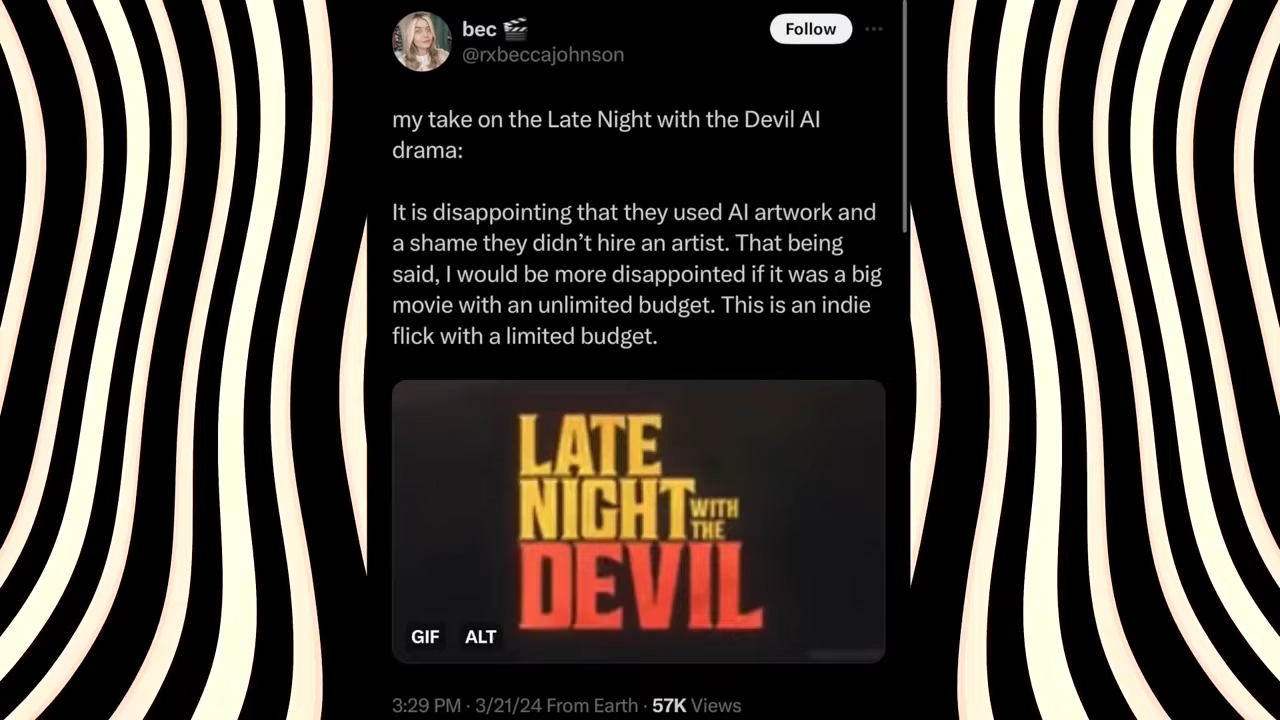 bec 🎬
Follow
@rxbeccajohnson
my take on the Late Night with the Devil AI
drama:
It is disappointing that they used AI artwork and
a shame they didn’t hire an artist. That being
said, I would be more disappointed if it was a big
movie with an unlimited budget. This is an indie
flick with a limited budget.
LATE
NIGHT WITH
THE
DEVIL
GIF ALT
3:29 PM · 3/21/24 From Earth · 57K Views